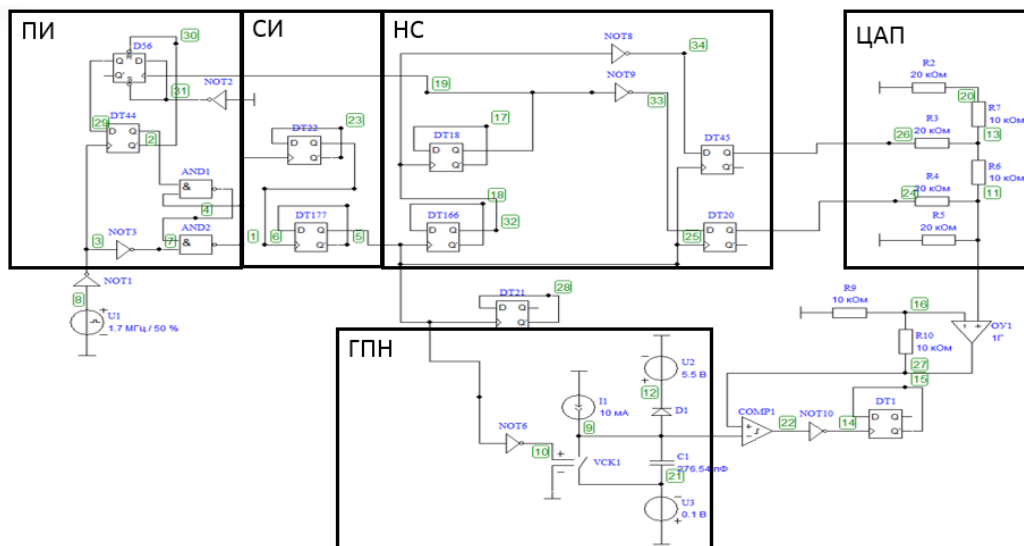 ПИ
СИ
НС
ЦАП
30
D56
Q
D
Q'
31
NOT2
29
DT44
D Q
Q'
2
AND1
&
4
3
NOT3
7
AND2
&
NOT1
8
U1
1.7 МГц / 50 %
DT22
D Q
Q'
23
DT177
D Q
Q'
1
6
5
NOT8
34
19
NOT9
33
17
DT18
D Q
Q'
18
DT166
D Q
Q'
32
DT45
D Q
Q'
DT20
D Q
Q'
25
R2
20 кОм
20
R7
10 кОм
R3
20 кОм
26
13
R6
10 кОм
R4
20 кОм
24
11
R5
20 кОм
DT21
D Q
Q'
28
ГПН
U2
5.5 В
12
I1
10 мА
D1
9
NOT6
10
VCK1
C1
276.54 пФ
21
U3
0.1 В
R9
10 кОм
16
R10
10 кОм
ОУ1
1Г
27
15
COMP1
22
NOT10
14
DT1
D Q
Q'